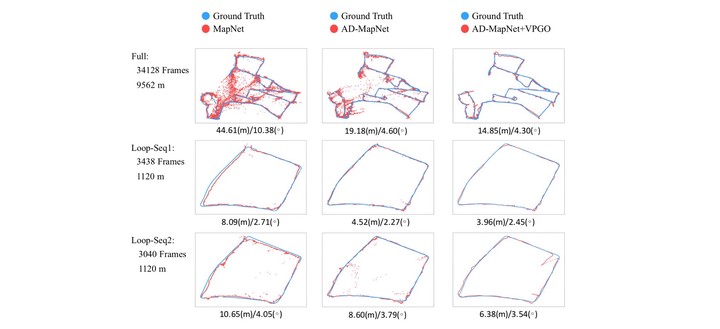 Ground Truth
MapNet
Ground Truth
AD-MapNet
Ground Truth
AD-MapNet+VPGO
Full:
34128 Frames
9562 m
44.61(m)/10.38(°)
19.18(m)/4.60(°)
14.85(m)/4.30(°)
Loop-Seq1:
3438 Frames
1120 m
8.09(m)/2.71(°)
4.52(m)/2.27(°)
3.96(m)/2.45(°)
Loop-Seq2:
3040 Frames
1120 m
10.65(m)/4.05(°)
8.60(m)/3.79(°)
6.38(m)/3.54(°)